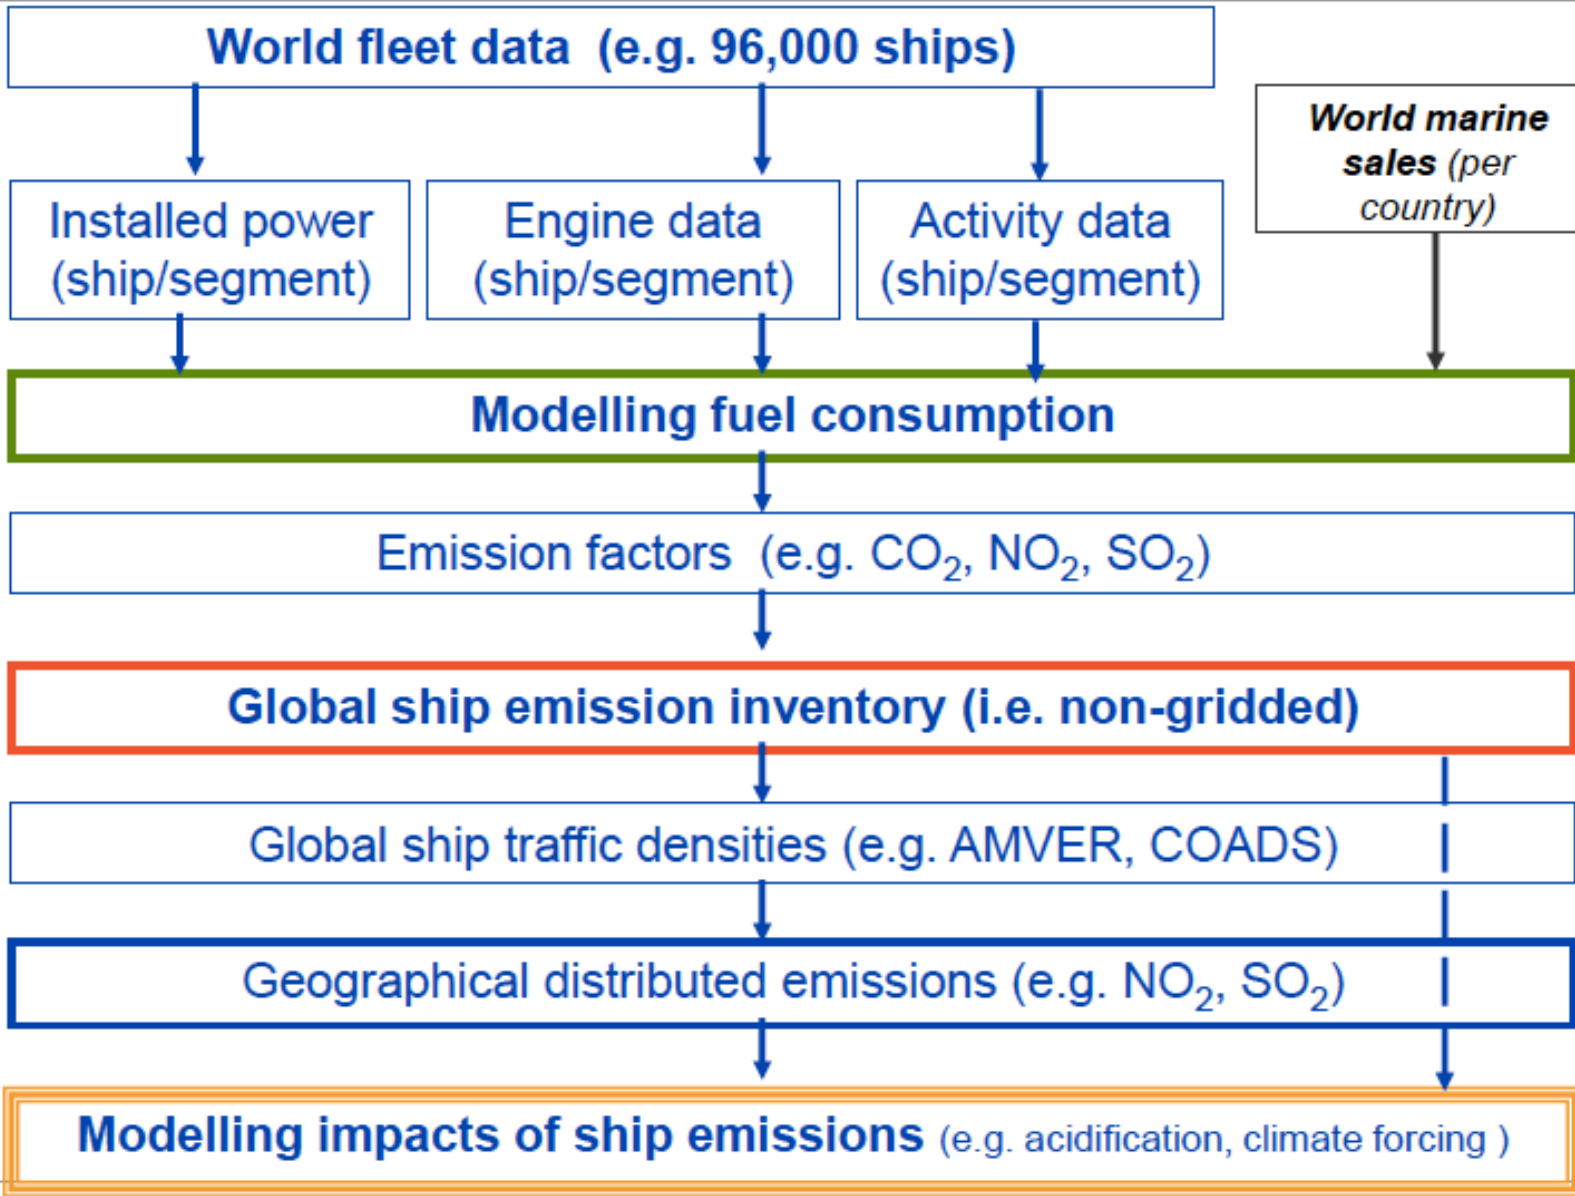 World fleet data (e.g. 96,000 ships)
World marine
sales (per
country)
Installed power
(ship/segment)
Engine data
(ship/segment)
Activity data
(ship/segment)
Modelling fuel consumption
Emission factors (e.g. CO₂, NO₂, SO₂)
Global ship emission inventory (i.e. non-gridded)
Global ship traffic densities (e.g. AMVER, COADS)
Geographical distributed emissions (e.g. NO₂, SO₂)
Modelling impacts of ship emissions (e.g. acidification, climate forcing )